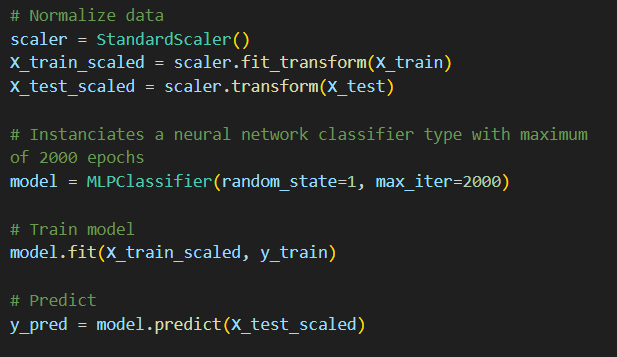 # Normalize data
scaler = StandardScaler()
X_train_scaled = scaler.fit_transform(X_train)
X_test_scaled = scaler.transform(X_test)
# Instanciates a neural network classifier type with maximum
of 2000 epochs
model = MLPClassifier(random_state=1, max_iter=2000)
# Train model
model.fit(X_train_scaled, y_train)
# Predict
y_pred = model.predict(X_test_scaled)